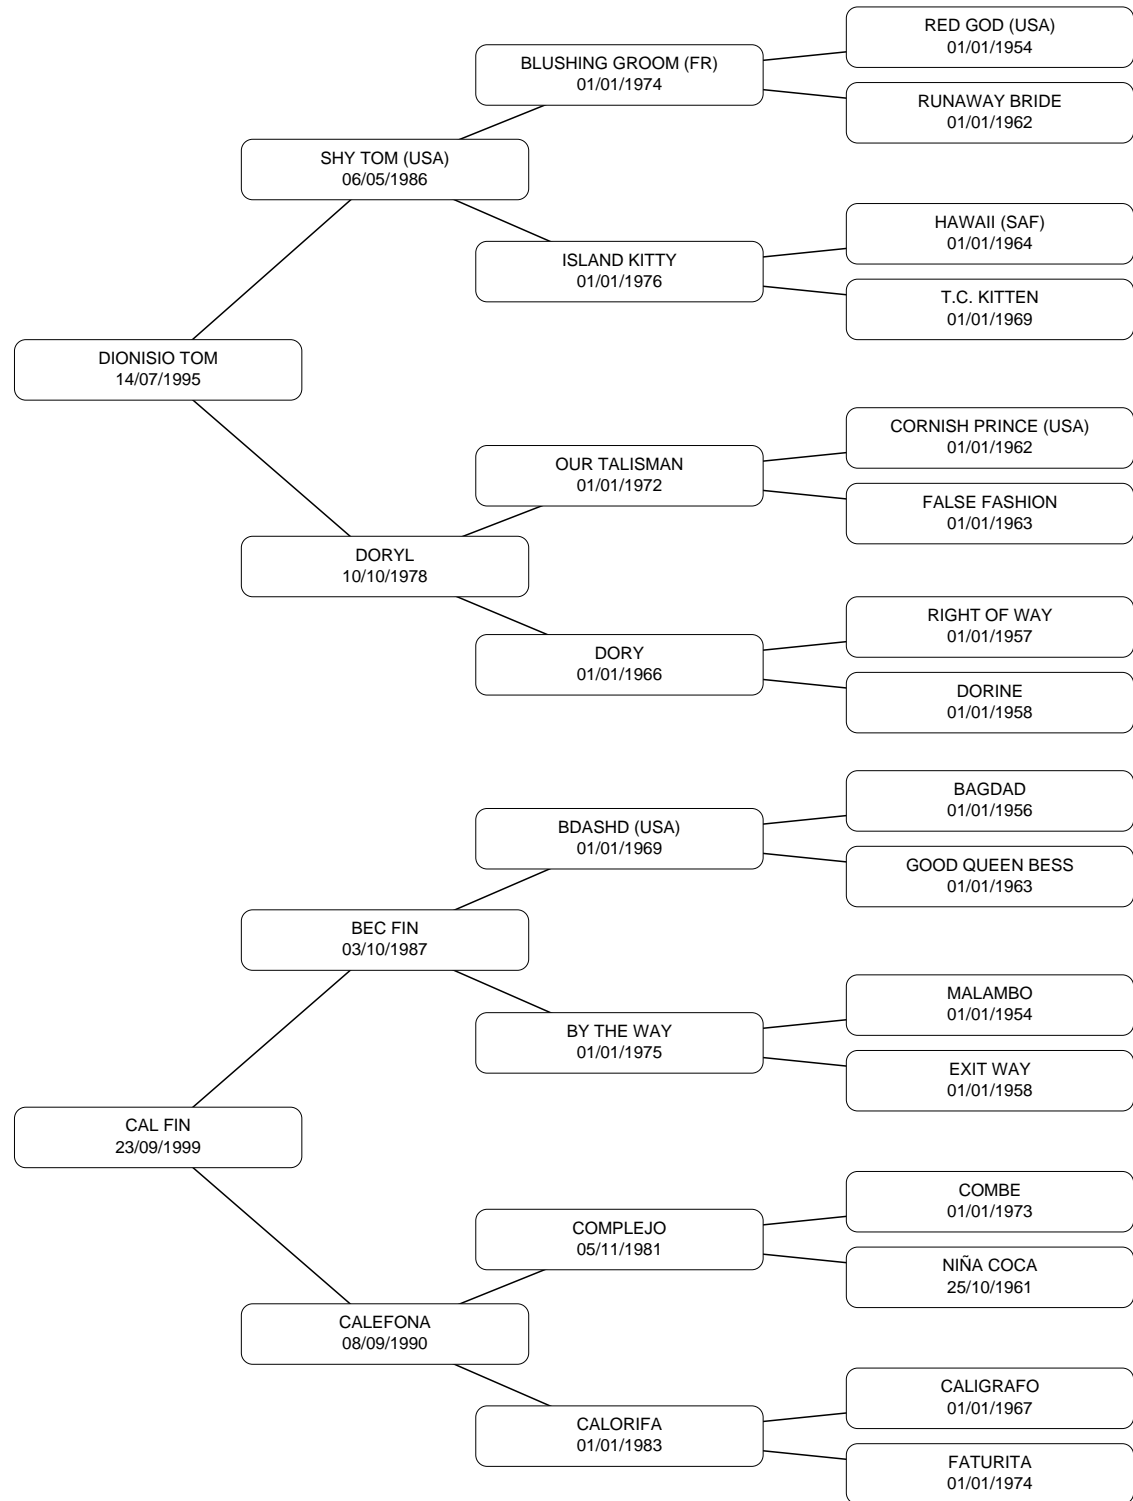 RED GOD (USA)
01/01/1954
BLUSHING GROOM (FR)
01/01/1974
RUNAWAY BRIDE
01/01/1962
SHY TOM (USA)
06/05/1986
HAWAII (SAF)
01/01/1964
ISLAND KITTY
01/01/1976
T.C. KITTEN
01/01/1969
DIONISIO TOM
14/07/1995
CORNISH PRINCE (USA)
01/01/1962
OUR TALISMAN
01/01/1972
FALSE FASHION
01/01/1963
DORYL
10/10/1978
RIGHT OF WAY
01/01/1957
DORY
01/01/1966
DORINE
01/01/1958
BAGDAD
01/01/1956
BDASHD (USA)
01/01/1969
GOOD QUEEN BESS
01/01/1963
BEC FIN
03/10/1987
MALAMBO
01/01/1954
BY THE WAY
01/01/1975
EXIT WAY
01/01/1958
CAL FIN
23/09/1999
COMBE
01/01/1973
COMPLEJO
05/11/1981
NIÑA COCA
25/10/1961
CALEFONA
08/09/1990
CALIGRAFO
01/01/1967
CALORIFA
01/01/1983
FATURITA
01/01/1974